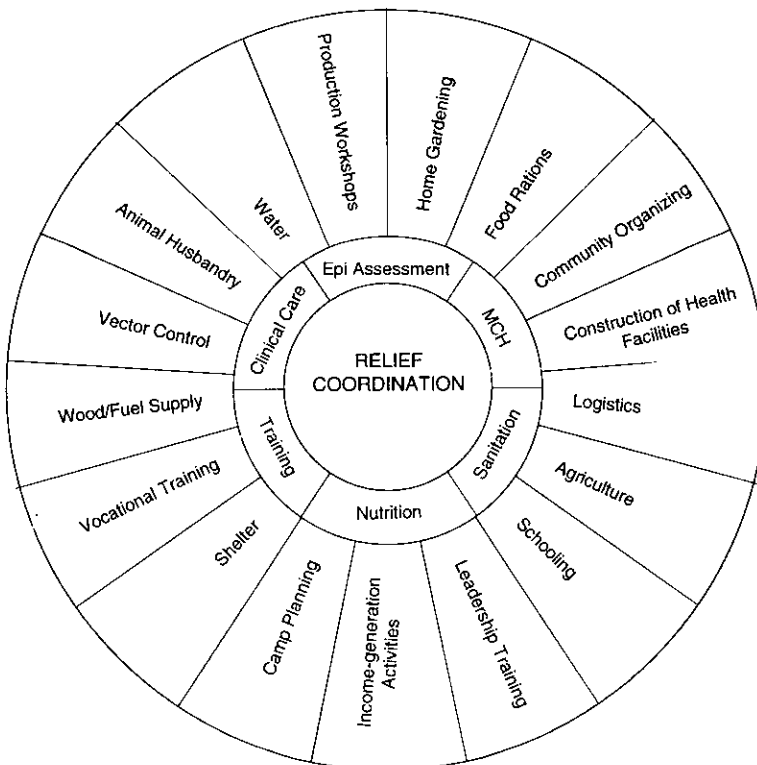 RELIEF
COORDINATION
Epi Assessment
MCH
Sanitation
Nutrition
Training
Clinical Care
Production Workshops
Home Gardening
Food Rations
Community Organizing
Construction of Health
Facilities
Logistics
Agriculture
Schooling
Leadership Training
Income-generation
Activities
Camp Planning
Shelter
Vocational Training
Wood/Fuel Supply
Vector Control
Animal Husbandry
Water